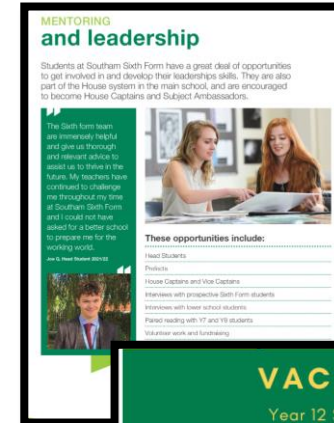 MENTORING
and leadership
Students at Southam Sixth Form have a great deal of opportunities
to get involved in and develop their leaderships skills. They are also
part of the House system in the main school, and are encouraged
to become House Captains and Subject Ambassadors.
"
The Sixth form team
are immensely helpful
and give us thorough
and relevant advice to
assist us to thrive in the
future. My teachers have
continued to challenge
me throughout my time
at Southam Sixth Form
and I could not have
asked for a better school
to prepare me for the
working world.
Joe G, Head Student 2021/22
"
These opportunities include:
Head Students
Prefects
House Captains and Vice Captains
Interviews with prospective Sixth Form students
Interviews with lower school students
Paired reading with Y7 and Y8 students
Volunteer work and fundraising
VAC
Year 12